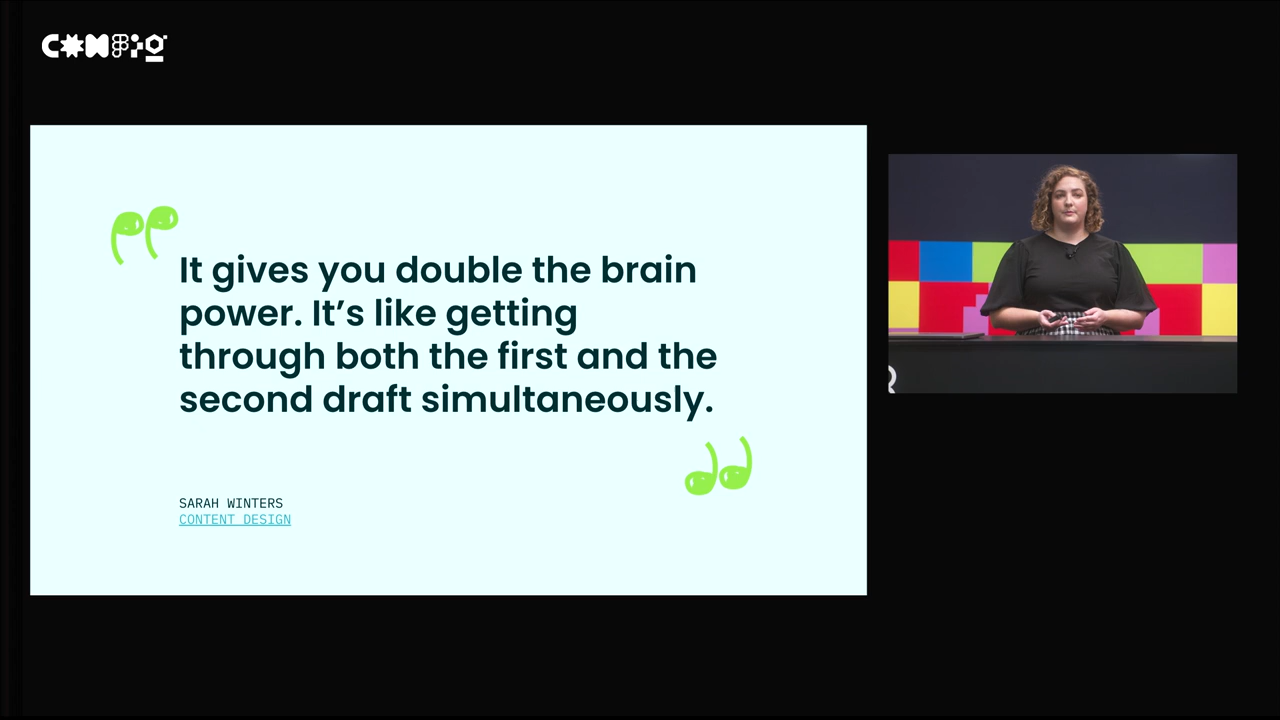 CONFIG
It gives you double the brain
power. It’s like getting
through both the first and the
second draft simultaneously.
SARAH WINTERS
CONTENT DESIGN